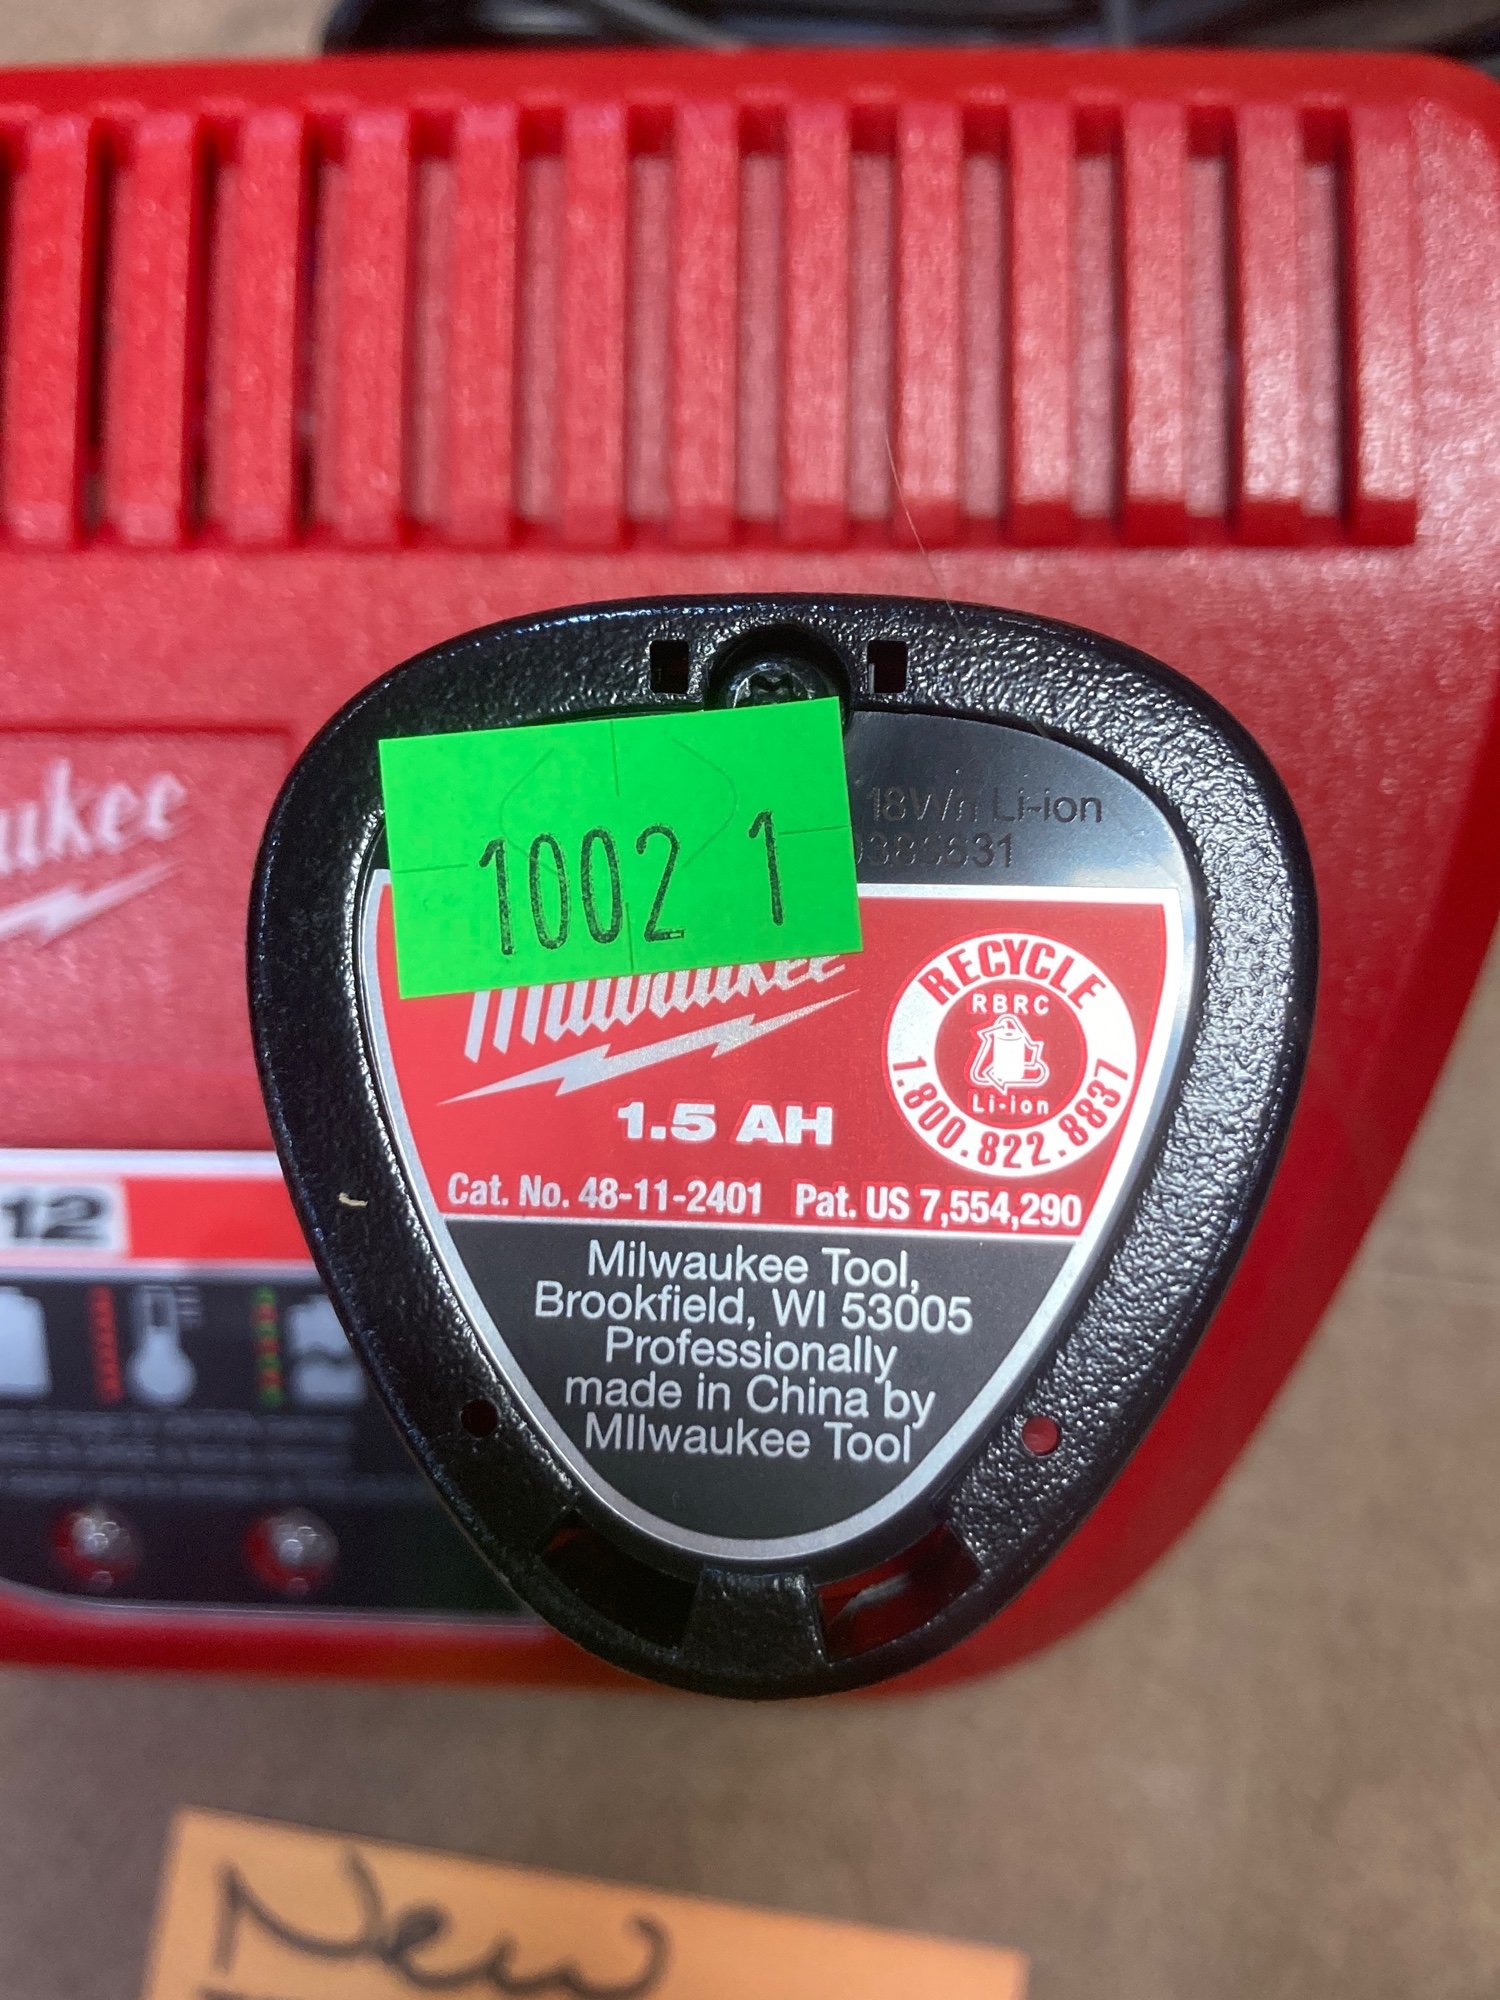 1002 1
18Wh Li-ion
Milwaukee
1.5 AH
RECYCLE
RBRC
Li-ion
1.800.822.8837
Cat. No. 48-11-2401 Pat. US 7,554,290
Milwaukee Tool,
Brookfield, WI 53005
Professionally
made in China by
MIlwaukee Tool
ukee
12
New